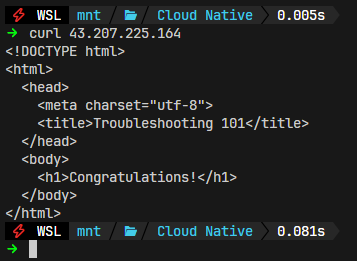 WSL mnt Cloud Native 0.005s
→ curl 43.207.225.164
<!DOCTYPE html>
<html>
  <head>
    <meta charset="utf-8">
    <title>Troubleshooting 101</title>
  </head>
  <body>
    <h1>Congratulations!</h1>
  </body>
</html>
WSL mnt Cloud Native 0.081s
→